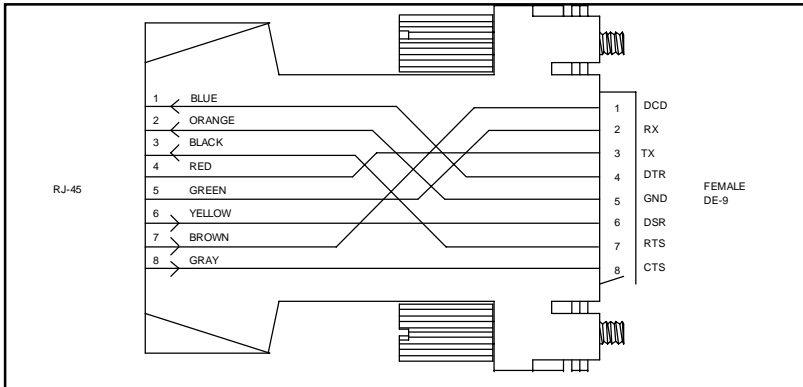 1 BLUE
2 ORANGE
3 BLACK
4 RED
5 GREEN
6 YELLOW
7 BROWN
8 GRAY
RJ-45
1 DCD
2 RX
3 TX
4 DTR
5 GND
6 DSR
7 RTS
8 CTS
FEMALE
DE-9